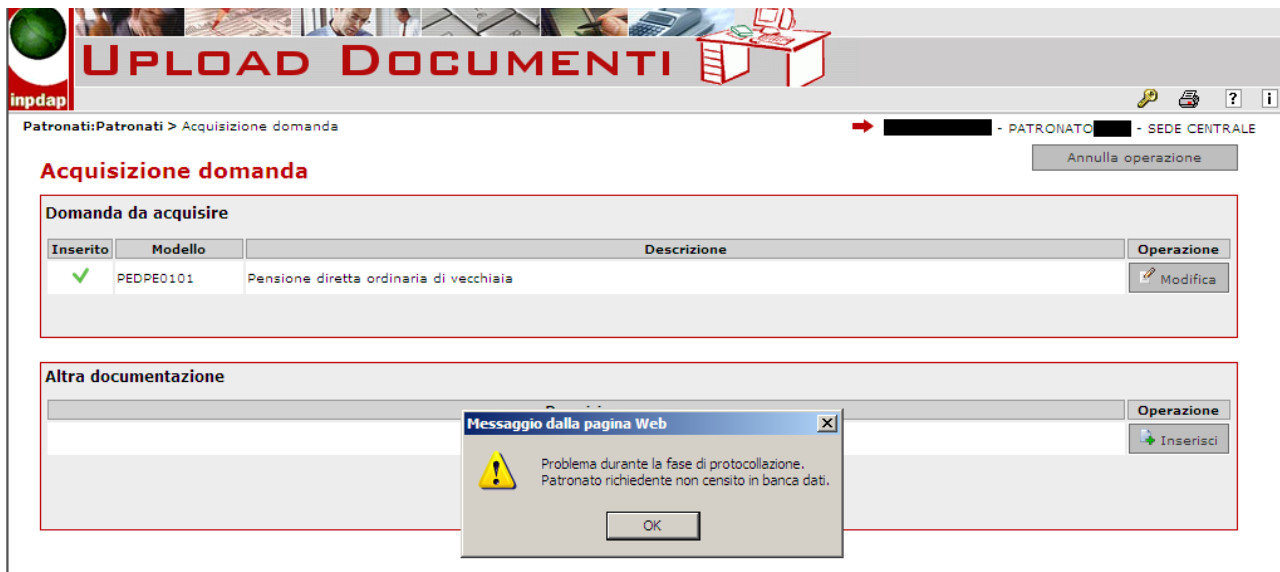 UPLOAD DOCUMENTI
inpdap
? i
Patronati:Patronati > Acquisizione domanda
- PATRONATO - SEDE CENTRALE
Annulla operazione
Acquisizione domanda
Domanda da acquisire
Inserito Modello Descrizione Operazione
PEDPE0101 Pensione diretta ordinaria di vecchiaia Modifica
Altra documentazione
Operazione
Inserisci
Messaggio dalla pagina Web
Problema durante la fase di protocollazione.
Patronato richiedente non censito in banca dati.
OK